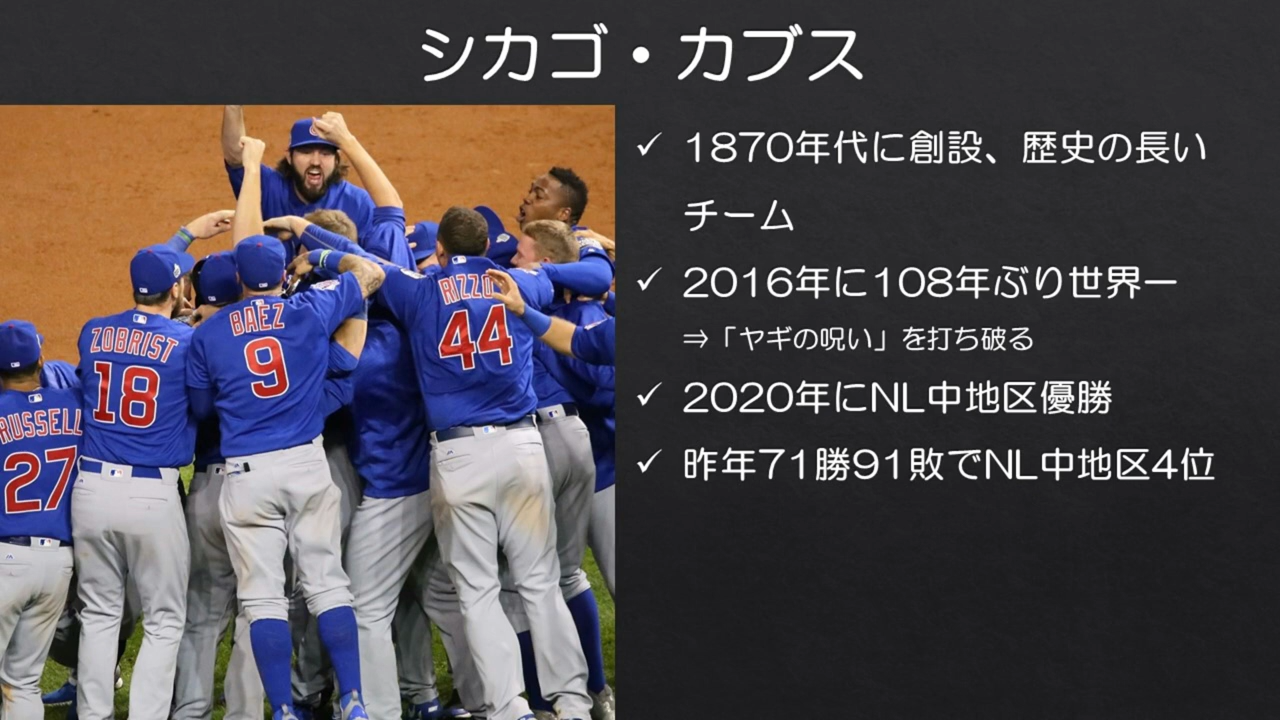 シカゴ・カブス
✓ 1870年代に創設、歴史の長い
チーム
✓ 2016年に108年ぶり世界一
⇒「ヤギの呪い」を打ち破る
✓ 2020年にNL中地区優勝
✓ 昨年71勝91敗でNL中地区4位
RIZZO
44
BAEZ
9
ZOBRIST
18
RUSSELL
27